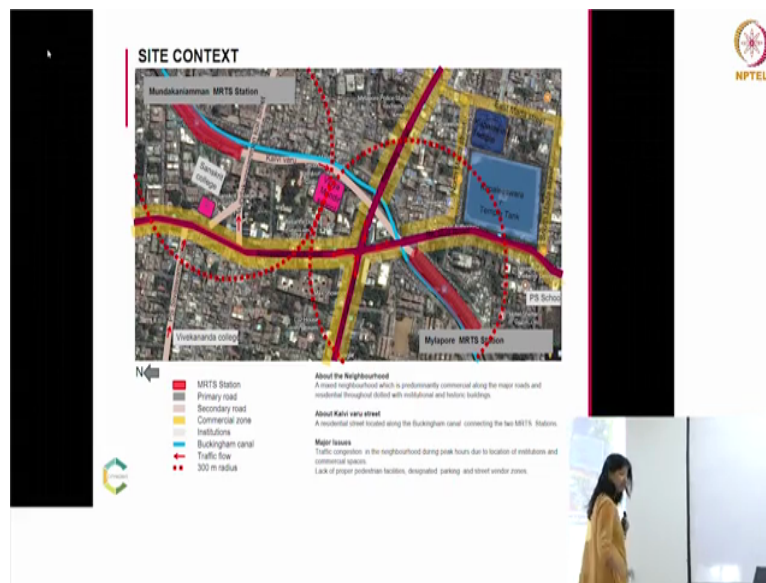 NPTEL
SITE CONTEXT
Mundakaniamman MRTS Station
Sanskrit
college
Kalvi varu
Temple Tank
PS School
Vivekananda college
Mylapore MRTS Station
N
MRTS Station
Primary road
Secondary road
Commercial zone
Institutions
Buckingham canal
Traffic flow
300 m radius
About the Neighbourhood
A mixed neighbourhood which is predominantly commercial along the major roads and
residential throughout dotted with institutional and historic buildings.
About Kalvi varu street
A residential street located along the Buckingham canal connecting the two MRTS Stations.
Major Issues
Traffic congestion in the neighbourhood during peak hours due to location of institutions and
commercial spaces.
Lack of proper pedestrian facilities, designated parking and street vendor zones.